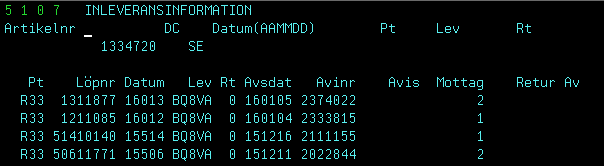 5 1 0 7 INLEVERANSINFORMATION
Artikelnr _ DC Datum(AAMMDD) Pt Lev Rt
1334720 SE
Pt Löpnr Datum Lev Rt Avsdat Avinr Avis Mottag Retur Av
R33 1311877 16013 BQ8VA 0 160105 2374022 2
R33 1211085 16012 BQ8VA 0 160104 2333815 1
R33 51410140 15514 BQ8VA 0 151216 2111155 1
R33 50611771 15506 BQ8VA 0 151211 2022844 2